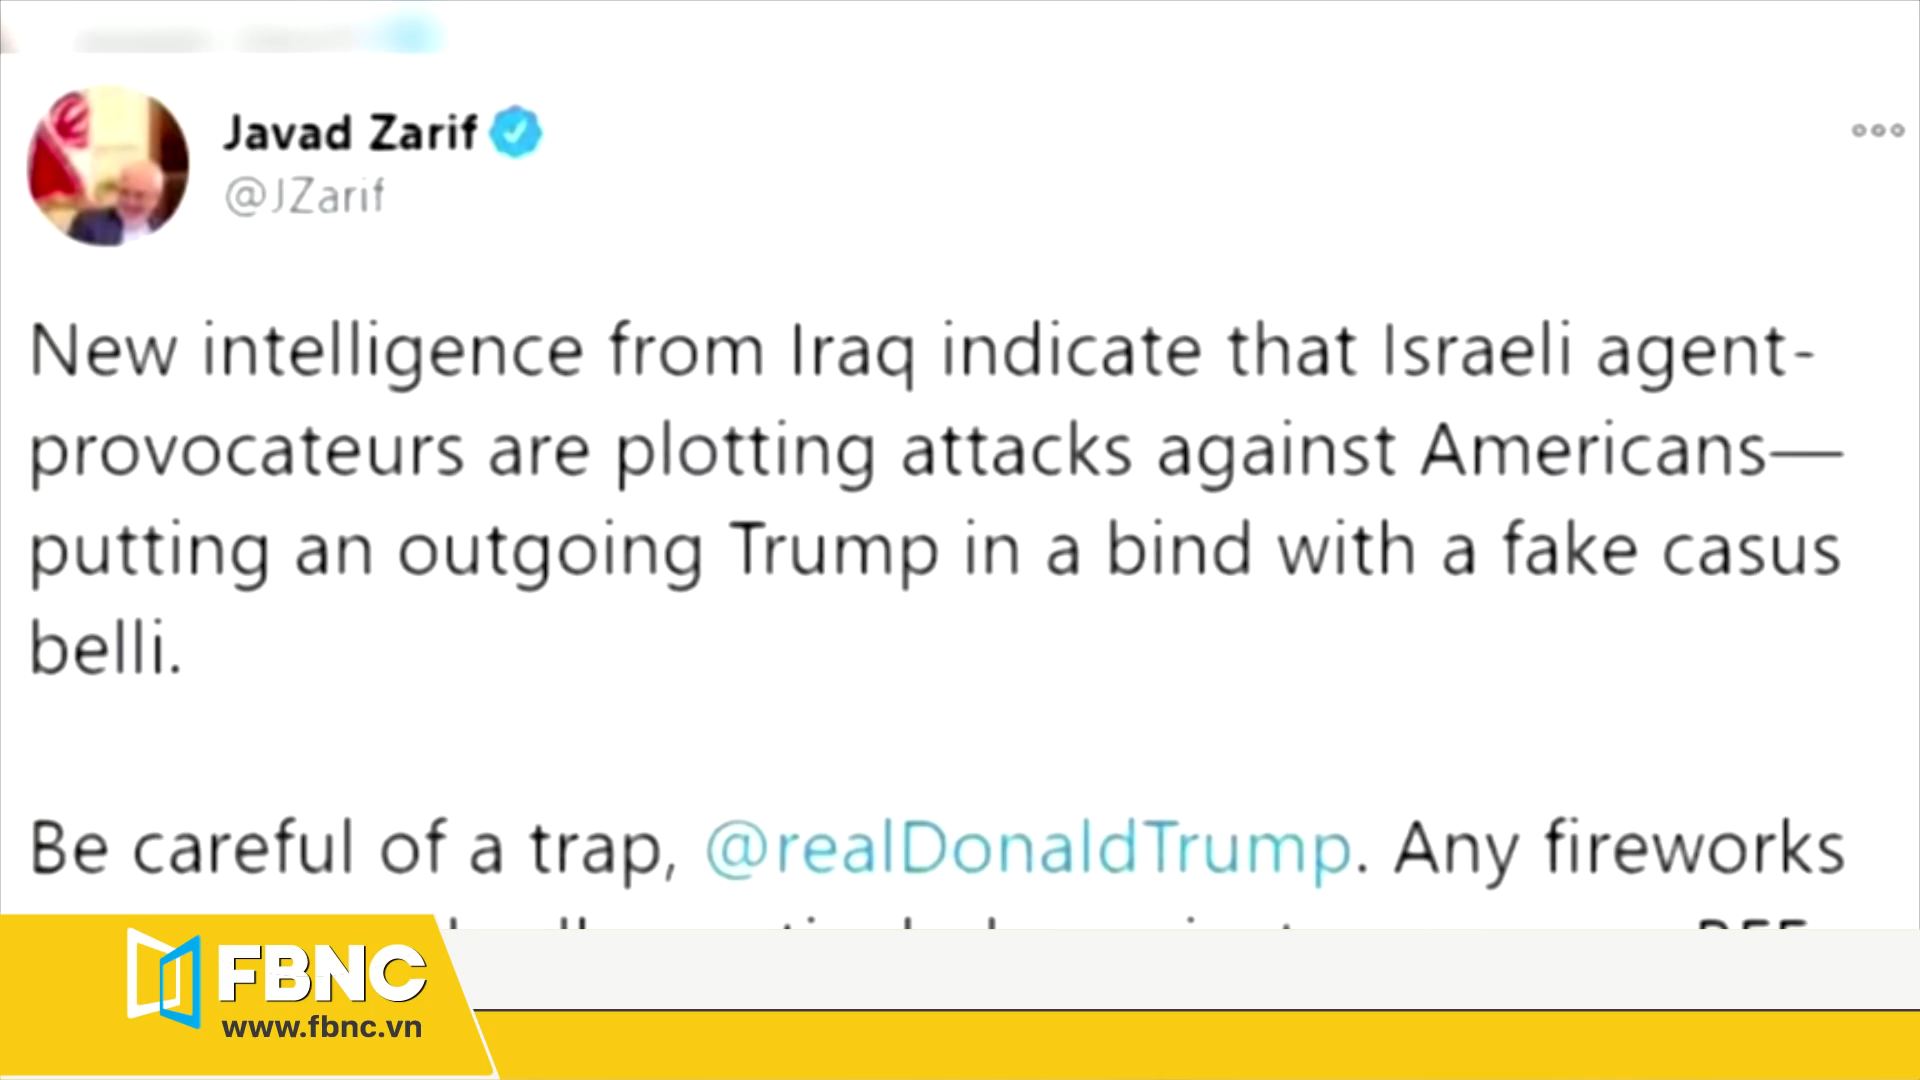 Javad Zarif
@JZarif
New intelligence from Iraq indicate that Israeli agent-
provocateurs are plotting attacks against Americans—
putting an outgoing Trump in a bind with a fake casus
belli.
Be careful of a trap, @realDonaldTrump. Any fireworks
FBNC
www.fbnc.vn